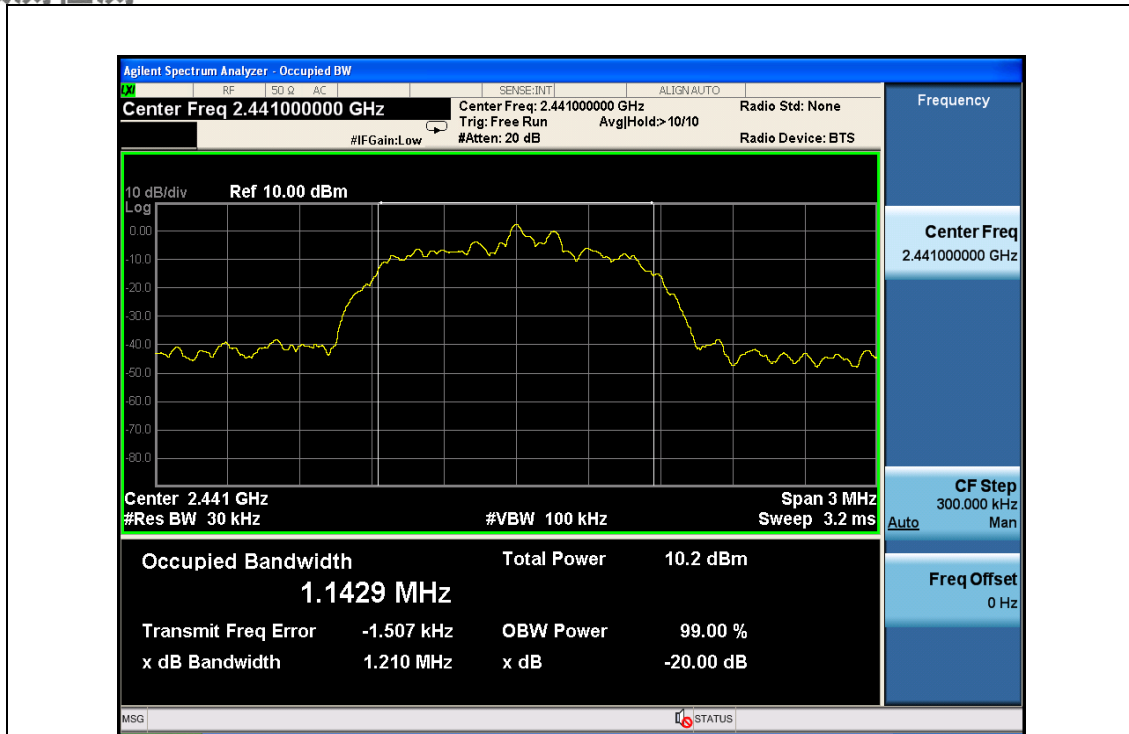 Agilent Spectrum Analyzer - Occupied BW
LXI RF 50 Ω AC SENSE:INT ALIGN AUTO
Center Freq 2.441000000 GHz
Center Freq: 2.441000000 GHz
Radio Std: None
Trig: Free Run Avg|Hold:>10/10
#IFGain:Low
#Atten: 20 dB
Radio Device: BTS
10 dB/div Ref 10.00 dBm
Log
0.00
-10.0
-20.0
-30.0
-40.0
-50.0
-60.0
-70.0
-80.0
Center 2.441 GHz Span 3 MHz
#Res BW 30 kHz #VBW 100 kHz Sweep 3.2 ms
Occupied Bandwidth Total Power 10.2 dBm
1.1429 MHz
Transmit Freq Error -1.507 kHz OBW Power 99.00 %
x dB Bandwidth 1.210 MHz x dB -20.00 dB
MSG STATUS
Frequency
Center Freq
2.441000000 GHz
CF Step
300.000 kHz
Auto Man
Freq Offset
0 Hz